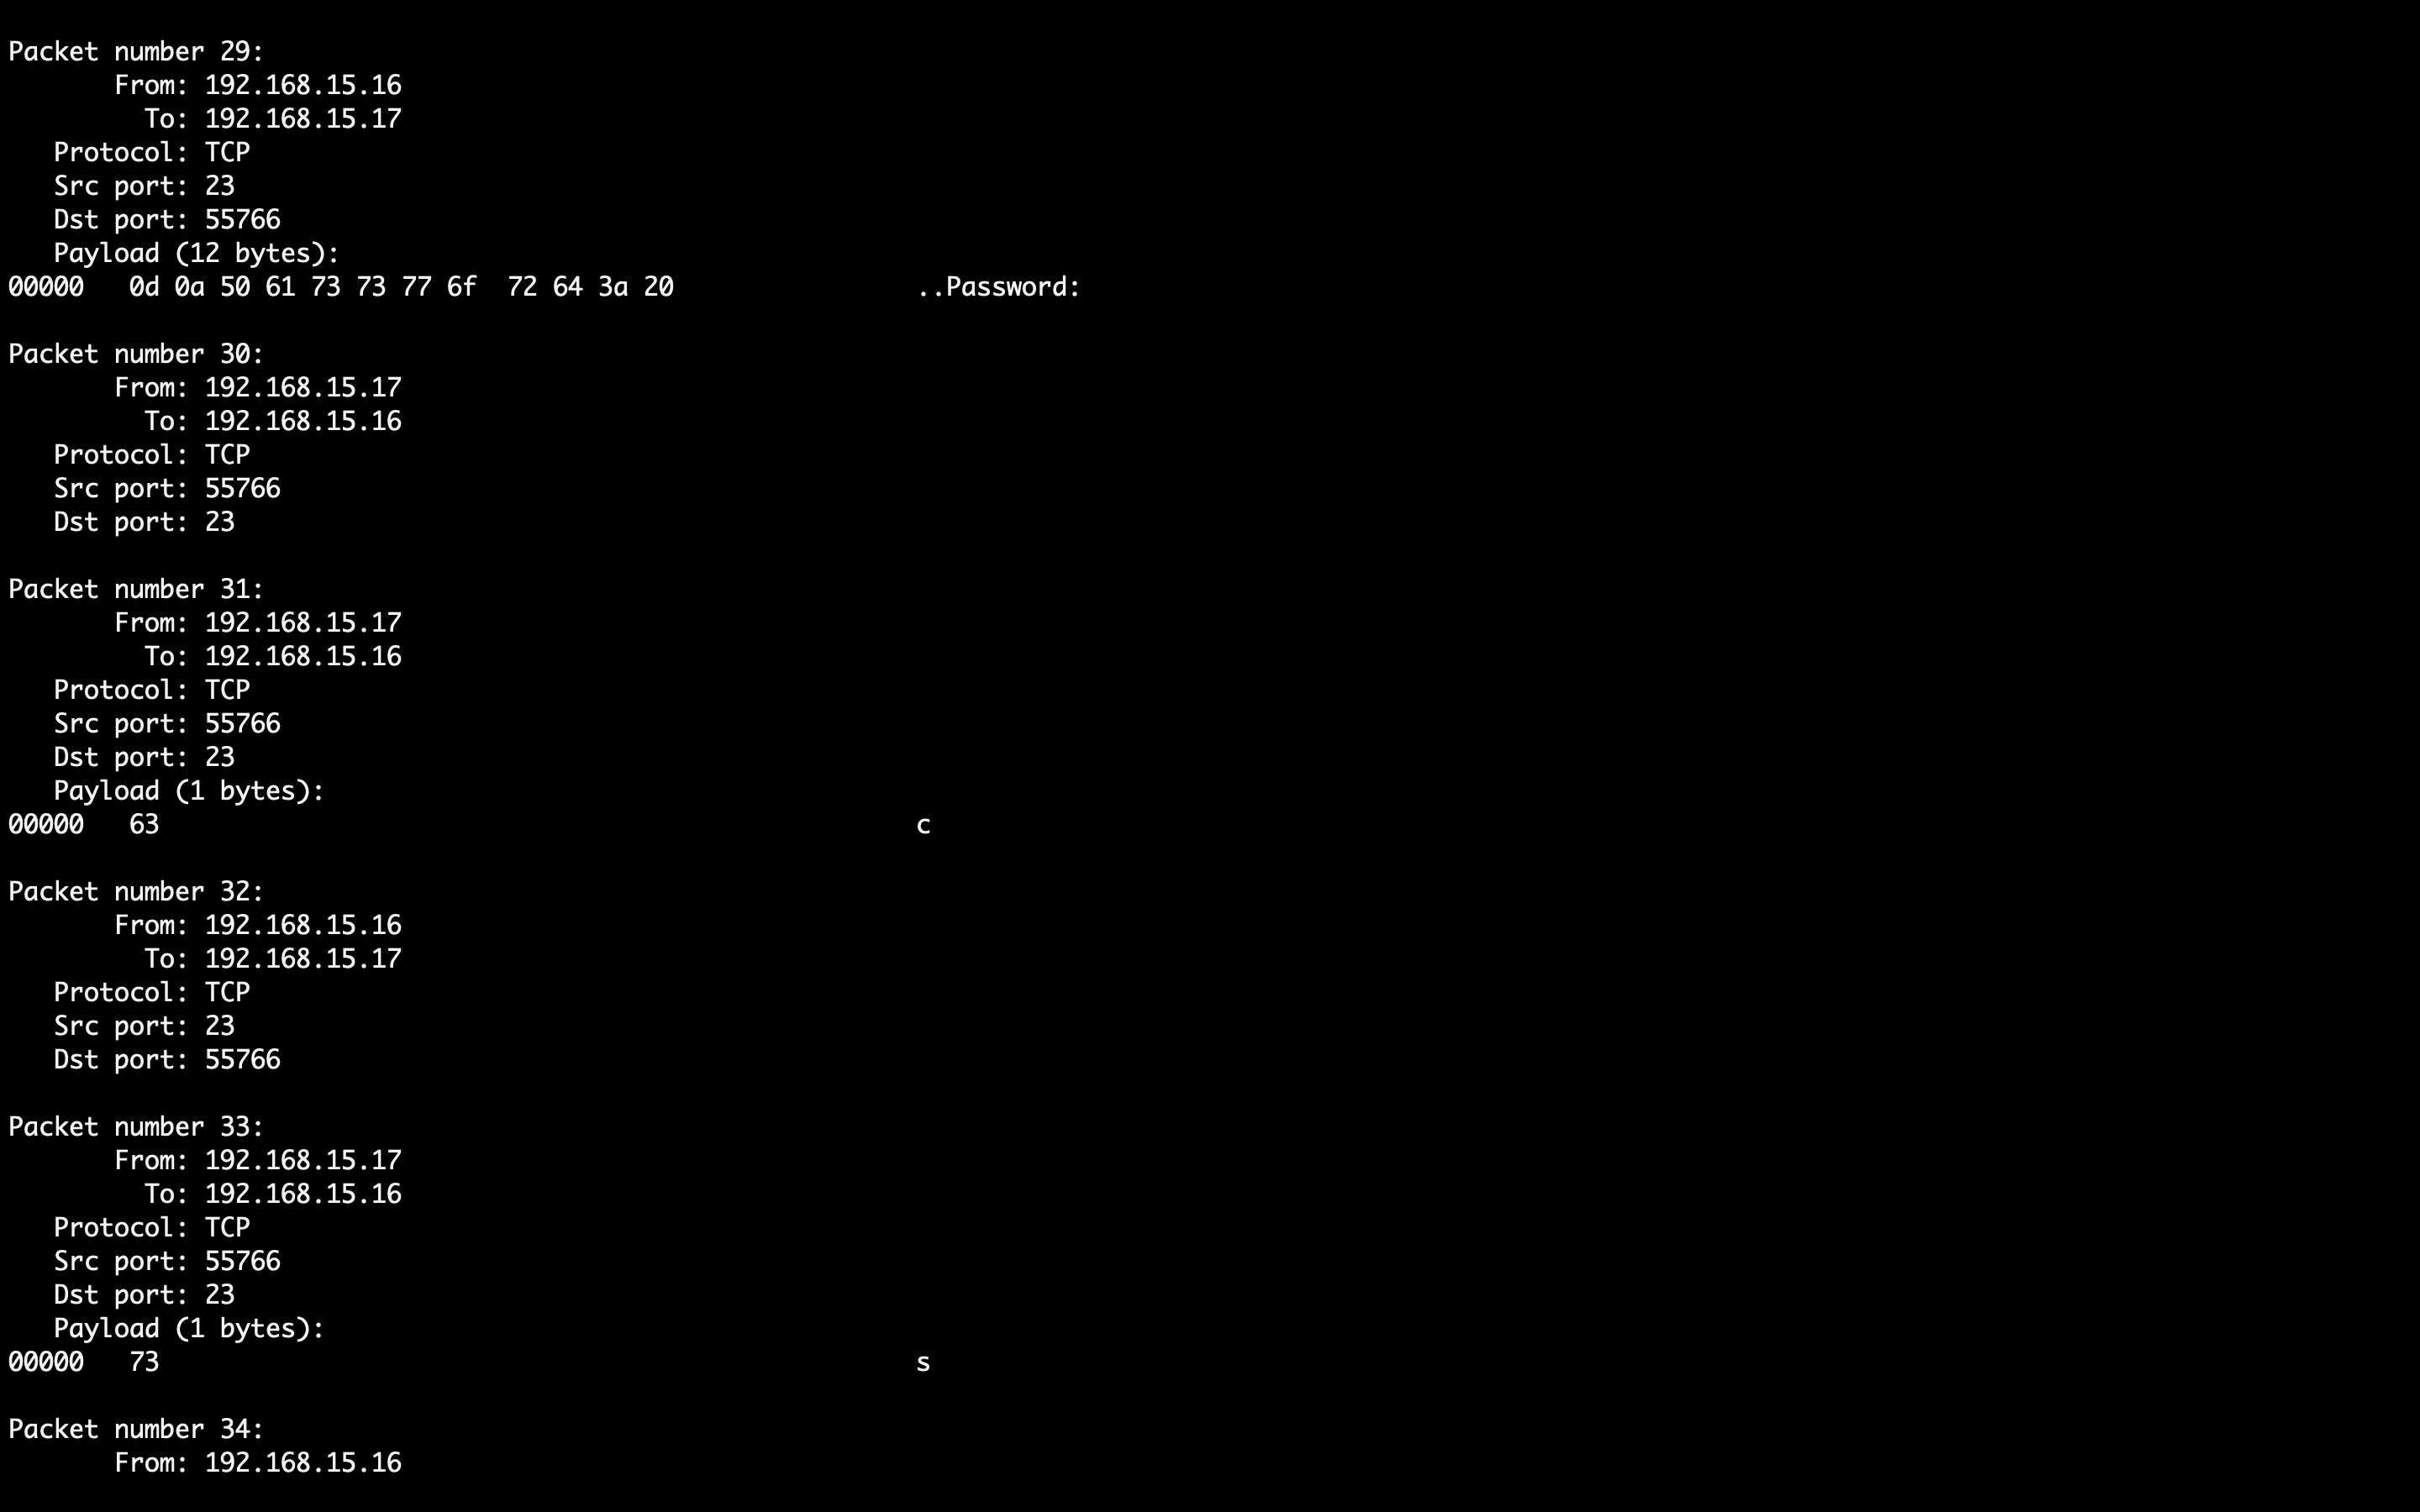 Packet number 29:
       From: 192.168.15.16
         To: 192.168.15.17
   Protocol: TCP
   Src port: 23
   Dst port: 55766
   Payload (12 bytes):
00000   0d 0a 50 61 73 73 77 6f  72 64 3a 20                ..Password:
Packet number 30:
       From: 192.168.15.17
         To: 192.168.15.16
   Protocol: TCP
   Src port: 55766
   Dst port: 23
Packet number 31:
       From: 192.168.15.17
         To: 192.168.15.16
   Protocol: TCP
   Src port: 55766
   Dst port: 23
   Payload (1 bytes):
00000   63                                                  c
Packet number 32:
       From: 192.168.15.16
         To: 192.168.15.17
   Protocol: TCP
   Src port: 23
   Dst port: 55766
Packet number 33:
       From: 192.168.15.17
         To: 192.168.15.16
   Protocol: TCP
   Src port: 55766
   Dst port: 23
   Payload (1 bytes):
00000   73                                                  s
Packet number 34:
       From: 192.168.15.16